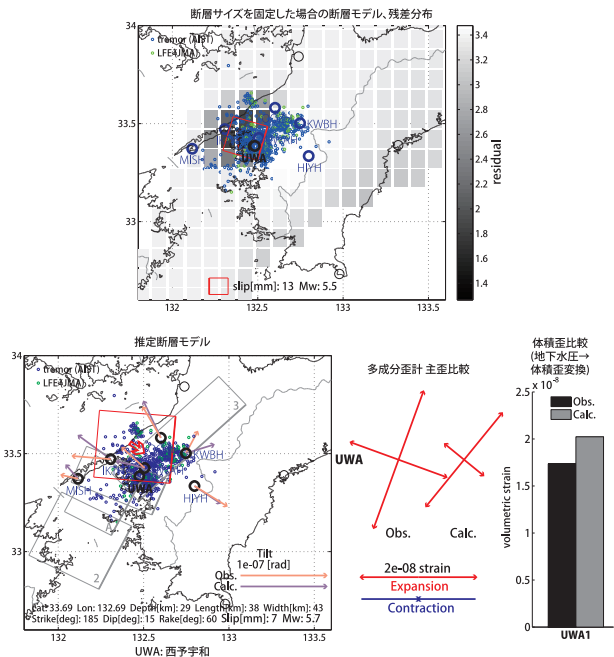 断層サイズを固定した場合の断層モデル、残差分布
34
tremor (AIST)
LFE(JMA)
33.5
33
KWBH
MISH
UWA
HIYH
slip[mm]: 13 Mw: 5.5
132
132.5
133
133.5
3.4
3.2
3
2.8
2.6
2.4
2.2
2
1.8
1.6
1.4
residual
推定断層モデル
34
tremor (AIST)
LFE(JMA)
33.5
33
3
KWBH
MISH
UWA
HIYH
2
Tilt
1e-07 [rad]
Obs.
Calc.
Lat: 33.69 Lon: 132.69 Depth[km]: 29 Length[km]: 38 Width[km]: 43
Strike[deg]: 185 Dip[deg]: 15 Rake[deg]: 60 Slip[mm]: 7 Mw: 5.7
132
132.5
133
133.5
UWA: 西予宇和
多成分歪計 主歪比較
UWA
Obs.
Calc.
2e-08 strain
Expansion
Contraction
体積歪比較
(地下水圧→
体積歪変換)
x 10-8
2.5
2
1.5
1
0.5
0
Obs.
Calc.
volumetric strain
UWA1